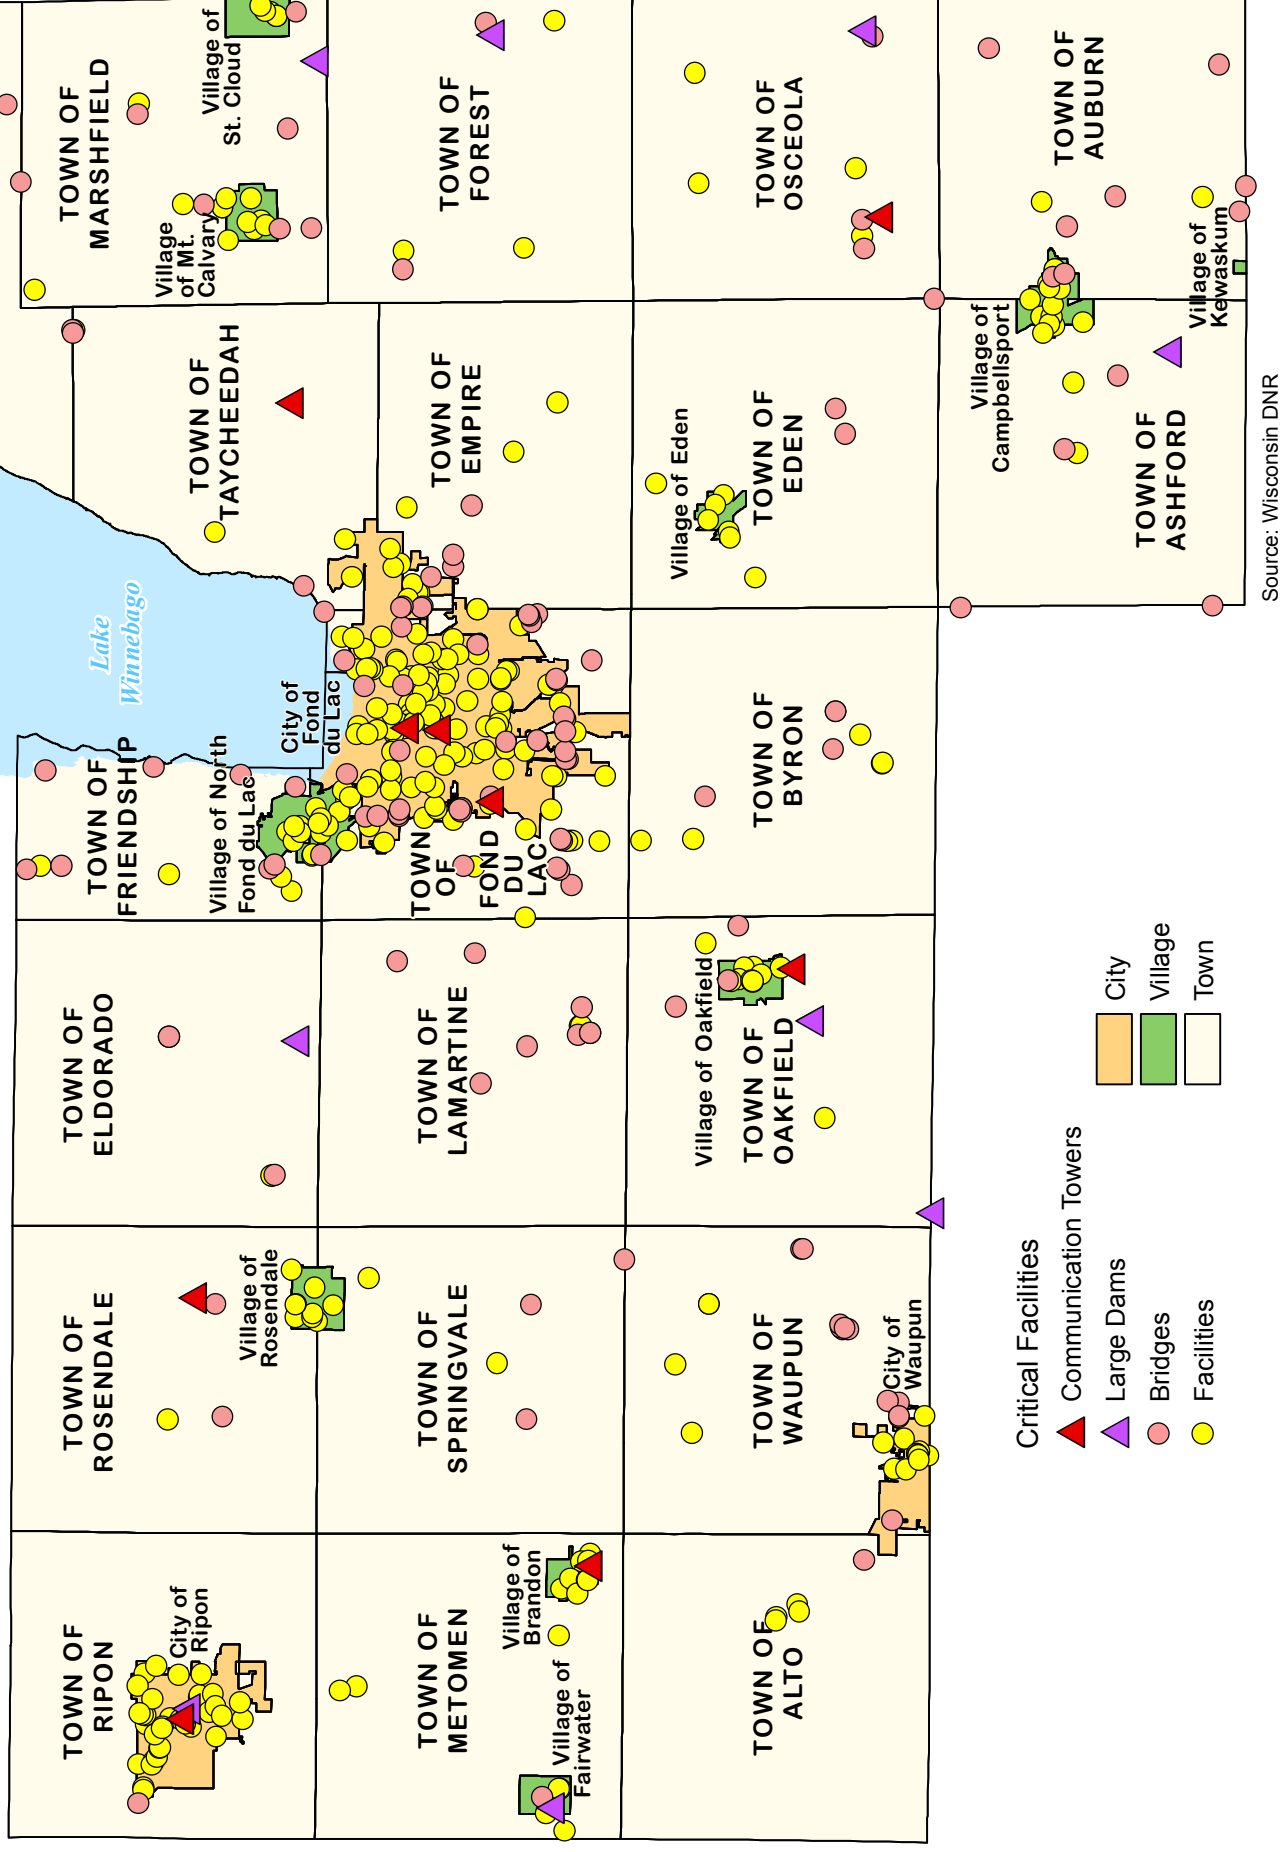 TOWN OF
RIPON
City of
Ripon
TOWN OF
ROSENDALE
Village of
Rosendale
TOWN OF
ELDORADO
TOWN OF
FRIENDSHIP
Village of North
Fond du Lac
Lake
Winnebago
City of
Fond
du Lac
TOWN OF
TAYCHEEDAH
TOWN OF
MARSHFIELD
Village
of Mt.
Calvary
Village of
St. Cloud
TOWN OF
METOMEN
Village of
Brandon
Village of
Fairwater
TOWN OF
SPRINGVALE
TOWN OF
LAMARTINE
TOWN
OF
FOND
DU
LAC
TOWN OF
EMPIRE
TOWN OF
FOREST
TOWN OF
ALTO
TOWN OF
WAUPUN
City of
Waupun
Village of Oakfield
TOWN OF
OAKFIELD
TOWN OF
BYRON
Village of Eden
TOWN OF
EDEN
TOWN OF
OSCEOLA
Village of
Campbellsport
TOWN OF
ASHFORD
TOWN OF
AUBURN
Village of
Kewaskum
Critical Facilities
Communication Towers
Large Dams
Bridges
Facilities
City
Village
Town
Source: Wisconsin DNR